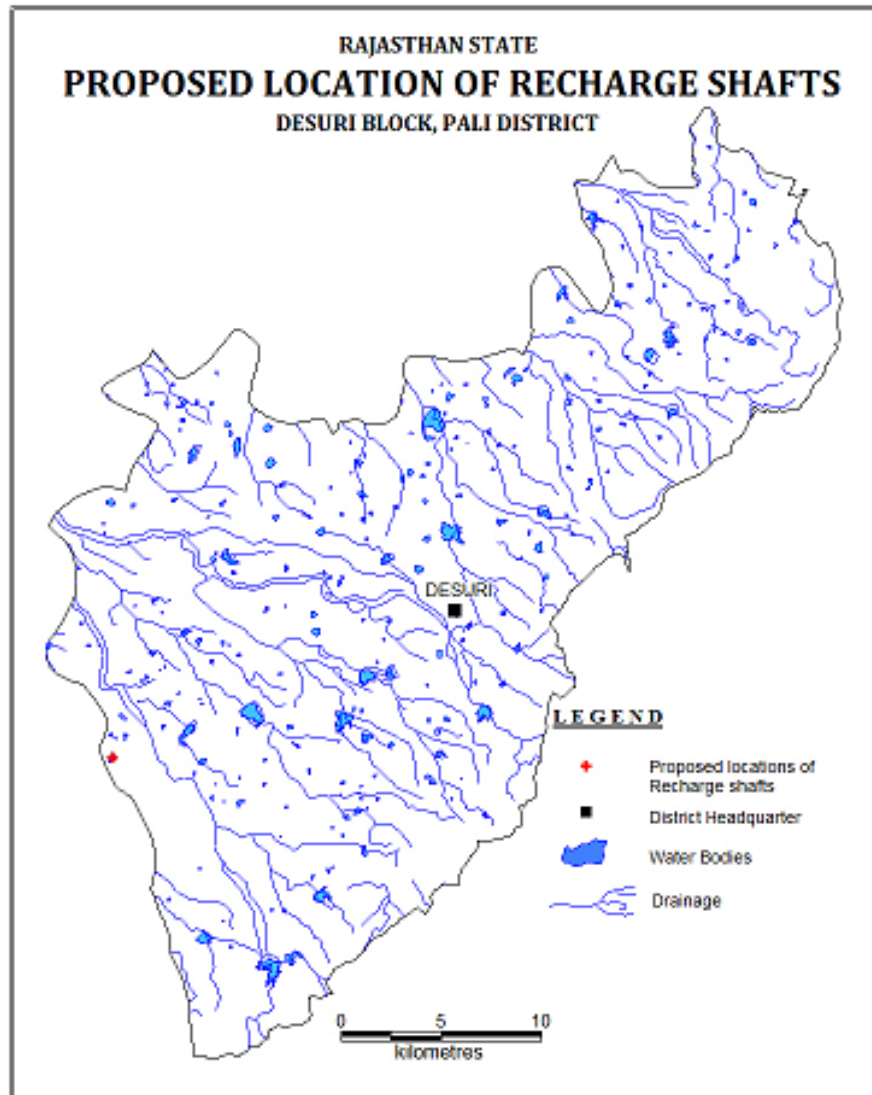 RAJASTHAN STATE
PROPOSED LOCATION OF RECHARGE SHAFTS
DESURI BLOCK, PALI DISTRICT
DESURI
LEGEND
Proposed locations of
Recharge shafts
District Headquarter
Water Bodies
Drainage
0 5 10
kilometres